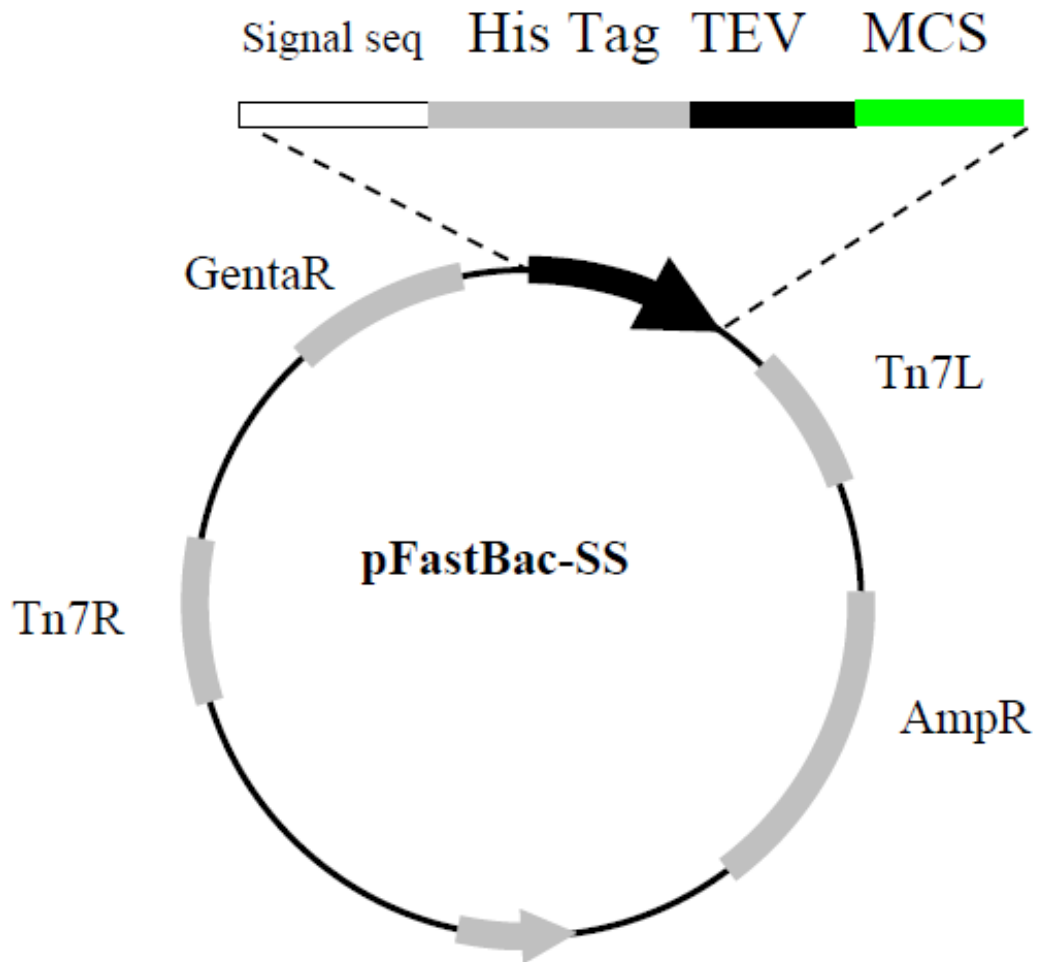 Signal seq His Tag TEV MCS
GentaR
Tn7L
pFastBac-SS
Tn7R
AmpR